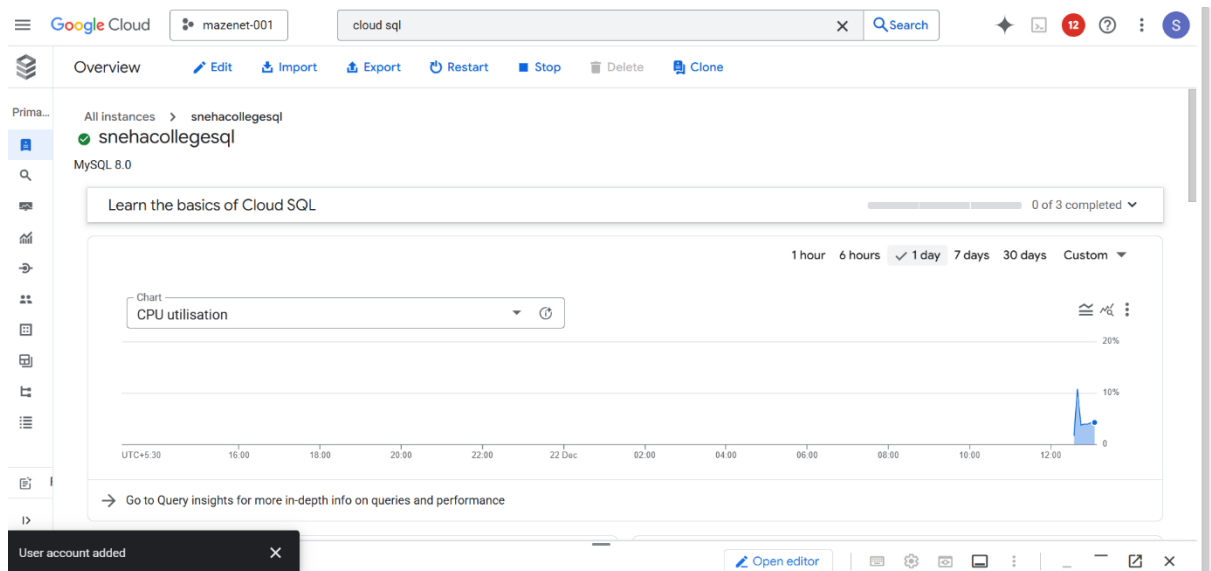 Google Cloud
mazenet-001
cloud sql
Search
12
S
Overview
Edit
Import
Export
Restart
Stop
Delete
Clone
Prima...
All instances > snehacollegesql
snehacollegesql
MySQL 8.0
Learn the basics of Cloud SQL
0 of 3 completed
1 hour 6 hours 1 day 7 days 30 days Custom
Chart
CPU utilisation
20%
10%
0
UTC+5:30 16:00 18:00 20:00 22:00 22 Dec 02:00 04:00 06:00 08:00 10:00 12:00
Go to Query insights for more in-depth info on queries and performance
User account added
Open editor